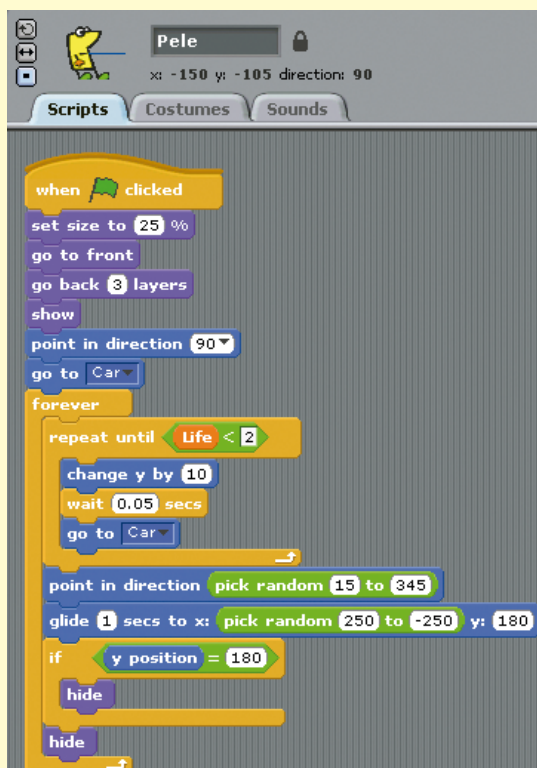 Pele
x: -150 y: -105 direction: 90
Scripts Costumes Sounds
when clicked
set size to 25 %
go to front
go back 3 layers
show
point in direction 90
go to Car
forever
repeat until Life < 2
change y by 10
wait 0.05 secs
go to Car
point in direction pick random 15 to 345
glide 1 secs to x: pick random 250 to -250 y: 180
if y position = 180
hide
hide